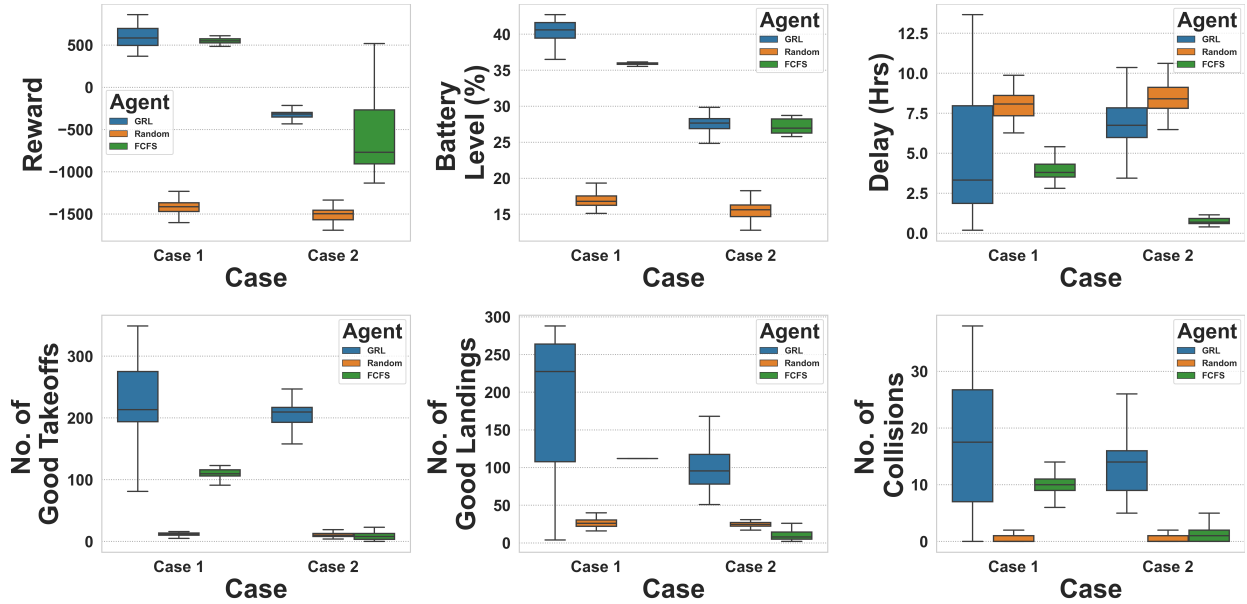 Reward
500
0
−500
−1000
−1500
Agent
GRL
Random
FCFS
Case 1
Case 2
Case
Battery
Level (%)
40
35
30
25
20
15
Agent
GRL
Random
FCFS
Case 1
Case 2
Case
Delay (Hrs)
12.5
10.0
7.5
5.0
2.5
0.0
Agent
GRL
Random
FCFS
Case 1
Case 2
Case
No. of
Good Takeoffs
300
200
100
0
Agent
GRL
Random
FCFS
Case 1
Case 2
Case
No. of
Good Landings
300
250
200
150
100
50
0
Agent
GRL
Random
FCFS
Case 1
Case 2
Case
No. of
Collisions
30
20
10
0
Agent
GRL
Random
FCFS
Case 1
Case 2
Case